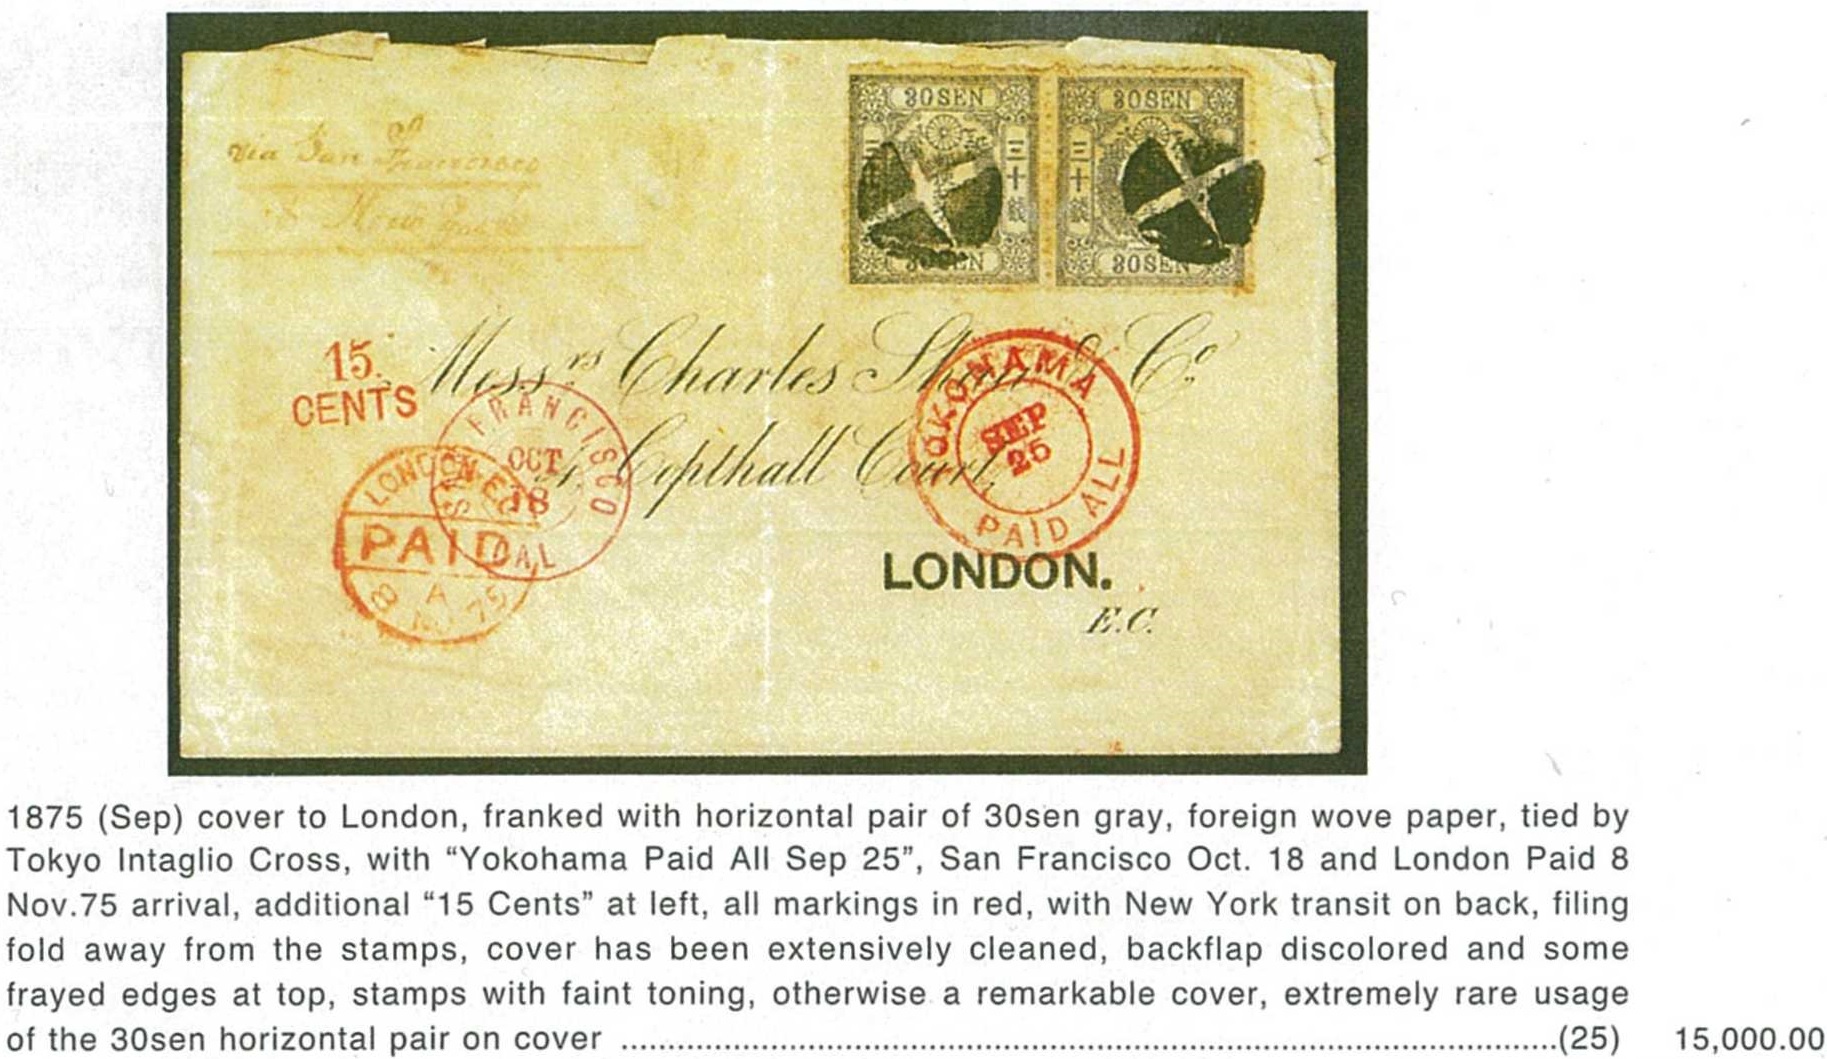 30SEN 30SEN
三十銭 三十銭
30SEN 30SEN
via San Francisco
& New York
15.
CENTS
Messrs Charles & Co
Copthall Court,
YOKOHAMA
SEP
25
PAID ALL
SAN FRANCISCO
OCT
18
CAL
LONDON-E.C
PAID
A
8 NO 75
LONDON.
E.C.
1875 (Sep) cover to London, franked with horizontal pair of 30sen gray, foreign wove paper, tied by
Tokyo Intaglio Cross, with “Yokohama Paid All Sep 25”, San Francisco Oct. 18 and London Paid 8
Nov.75 arrival, additional “15 Cents” at left, all markings in red, with New York transit on back, filing
fold away from the stamps, cover has been extensively cleaned, backflap discolored and some
frayed edges at top, stamps with faint toning, otherwise a remarkable cover, extremely rare usage
of the 30sen horizontal pair on cover ........................................................................................(25) 15,000.00